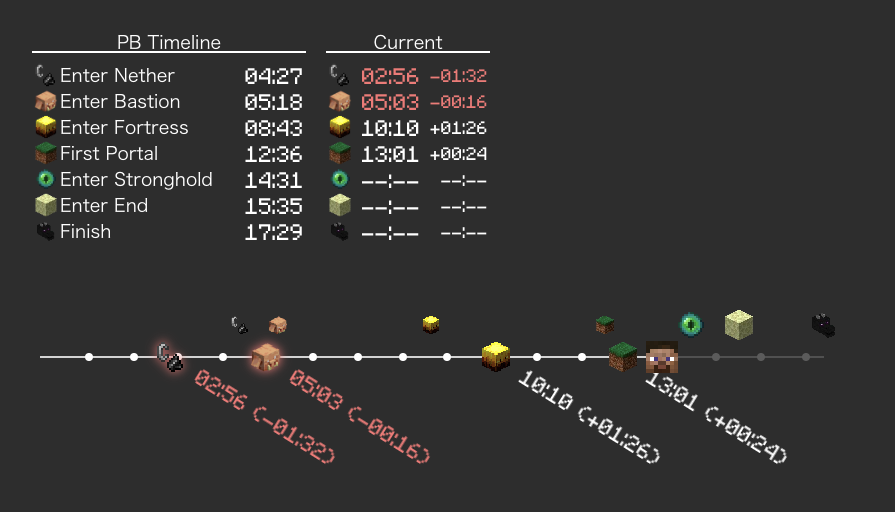 PB Timeline Current
Enter Nether 04:27 02:56 -01:32
Enter Bastion 05:18 05:03 -00:16
Enter Fortress 08:43 10:10 +01:26
First Portal 12:36 13:01 +00:24
Enter Stronghold 14:31 --:-- --:--
Enter End 15:35 --:-- --:--
Finish 17:29 --:-- --:--
02:56 (-01:32)
05:03 (-00:16)
10:10 (+01:26)
13:01 (+00:24)